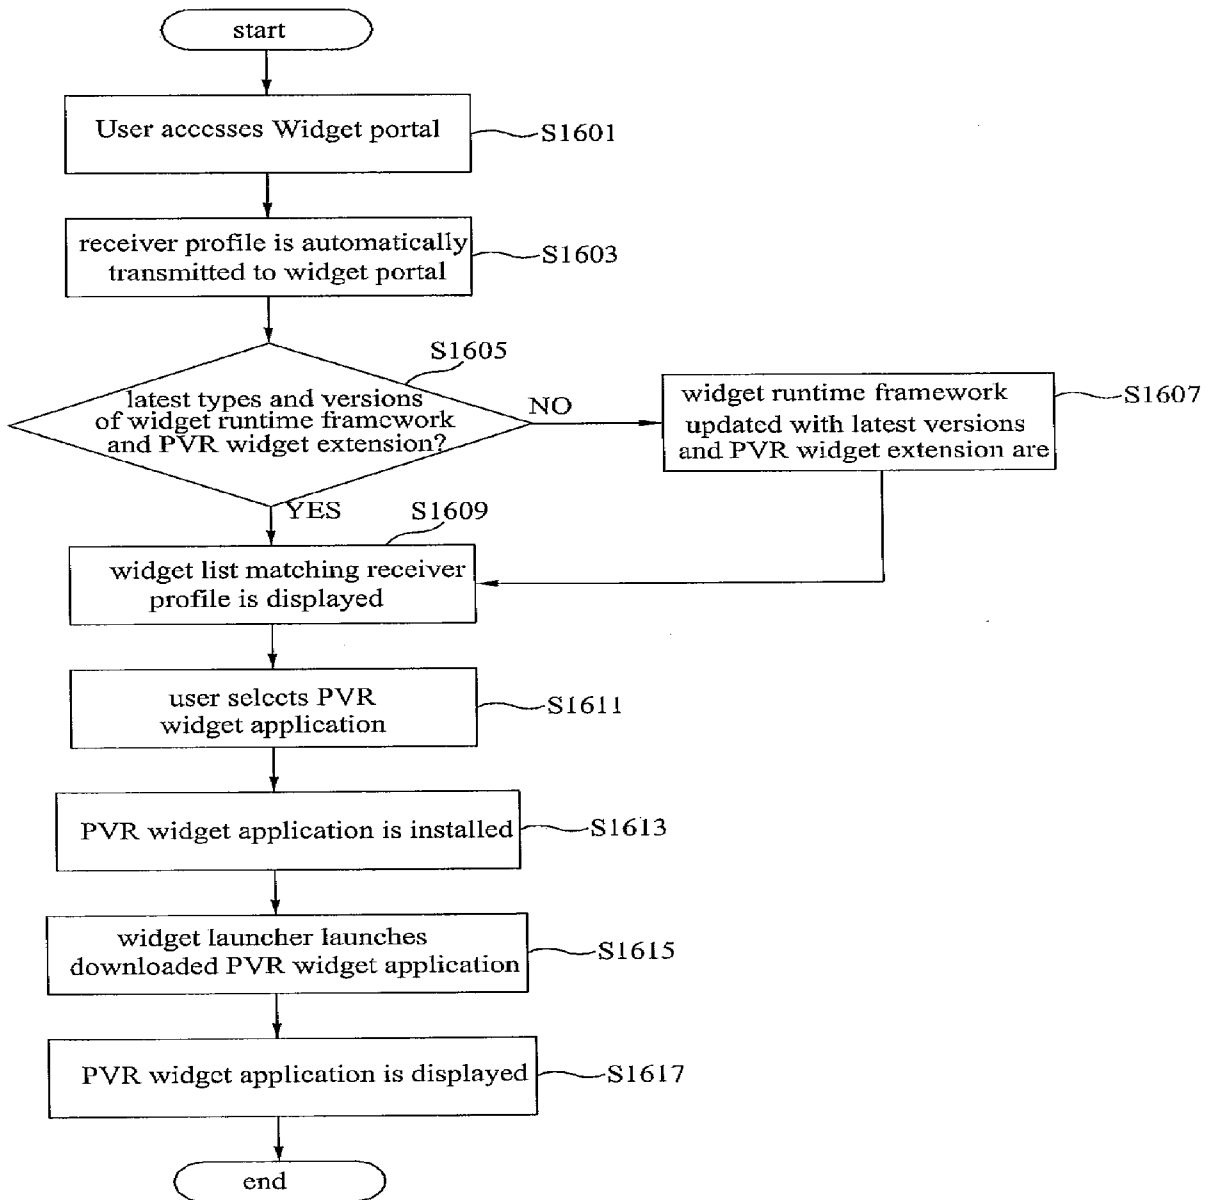 start
User accesses Widget portal
S1601
receiver profile is automatically
transmitted to widget portal
S1603
S1605
latest types and versions
of widget runtime framework
and PVR widget extension?
NO
widget runtime framework
updated with latest versions
and PVR widget extension are
S1607
YES
S1609
widget list matching receiver
profile is displayed
user selects PVR
widget application
S1611
PVR widget application is installed
S1613
widget launcher launches
downloaded PVR widget application
S1615
PVR widget application is displayed
S1617
end